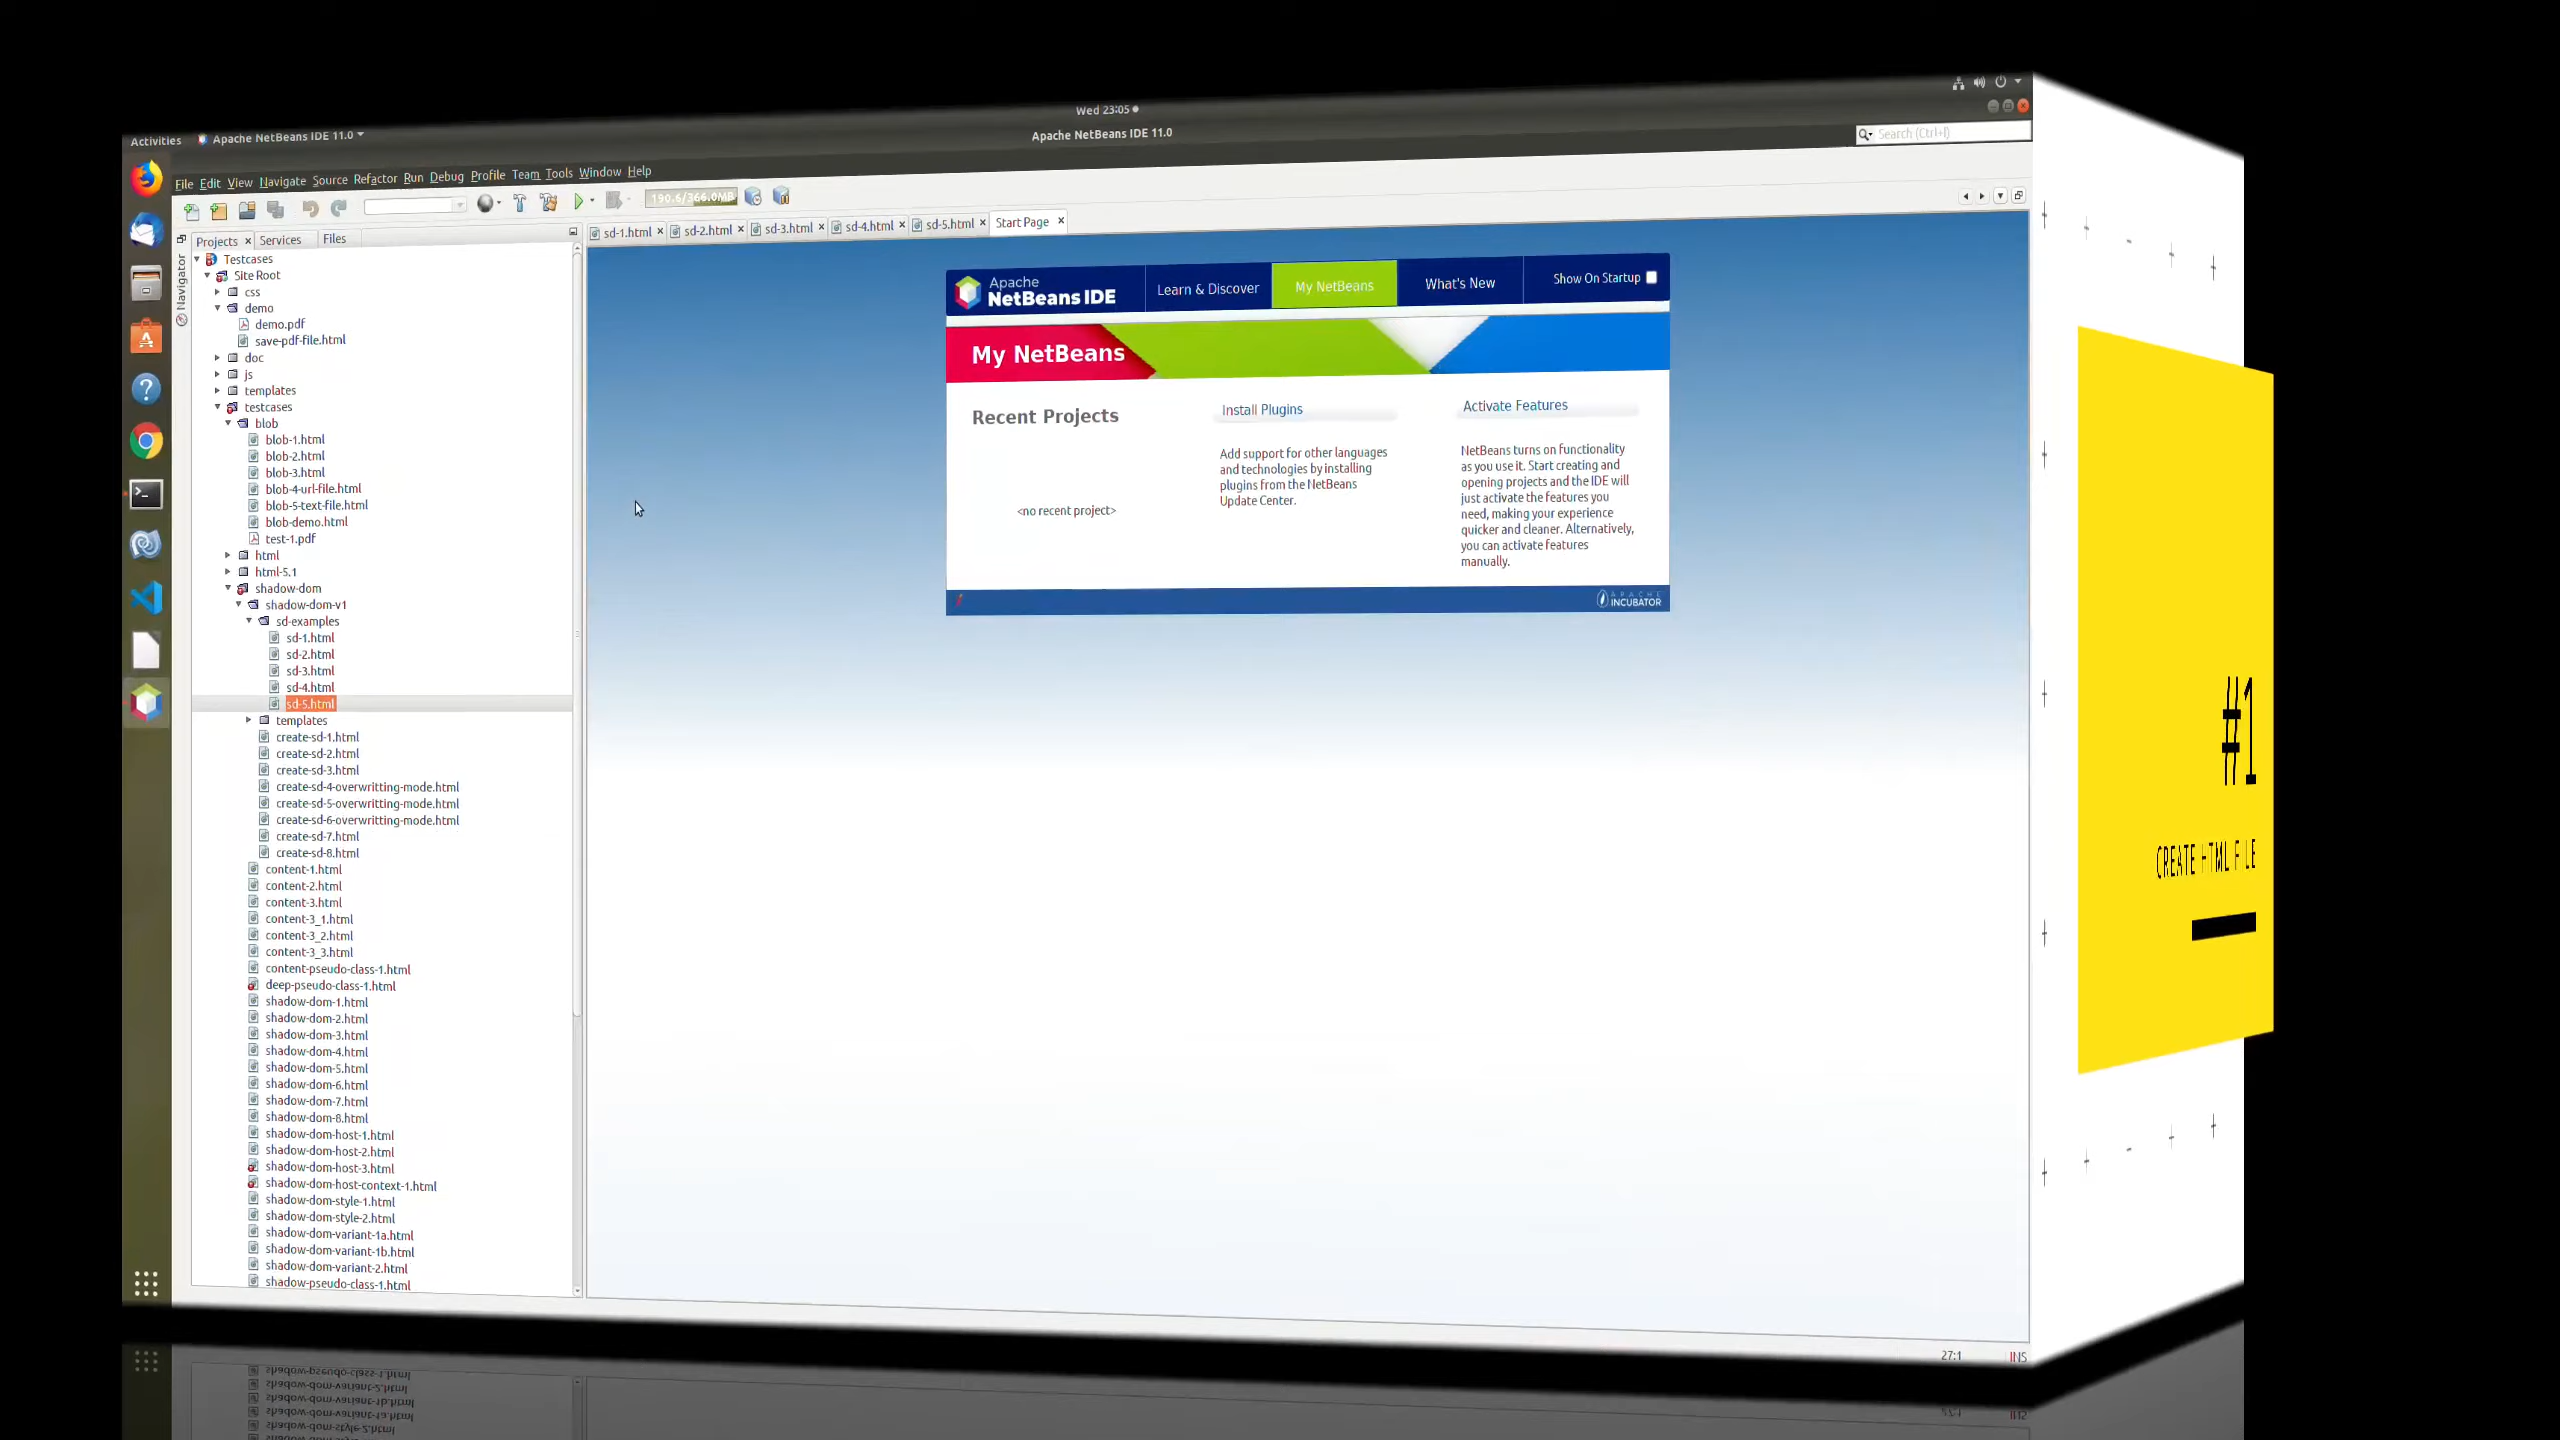 Wed 23:05
Activities
Apache NetBeans IDE 11.0
Apache NetBeans IDE 11.0
Search (Ctrl+I)
File Edit View Navigate Source Refactor Run Debug Profile Team Tools Window Help
190.6/366.0MB
Projects Services Files
sd-1.html sd-2.html sd-3.html sd-4.html sd-5.html Start Page
Navigator
Testcases
Site Root
css
demo
demo.pdf
save-pdf-file.html
doc
js
templates
testcases
blob
blob-1.html
blob-2.html
blob-3.html
blob-4-url-file.html
blob-5-text-file.html
blob-demo.html
test-1.pdf
html
html-5.1
shadow-dom
shadow-dom-v1
sd-examples
sd-1.html
sd-2.html
sd-3.html
sd-4.html
sd-5.html
templates
create-sd-1.html
create-sd-2.html
create-sd-3.html
create-sd-4-overwritting-mode.html
create-sd-5-overwritting-mode.html
create-sd-6-overwritting-mode.html
create-sd-7.html
create-sd-8.html
content-1.html
content-2.html
content-3.html
content-3_1.html
content-3_2.html
content-3_3.html
content-pseudo-class-1.html
deep-pseudo-class-1.html
shadow-dom-1.html
shadow-dom-2.html
shadow-dom-3.html
shadow-dom-4.html
shadow-dom-5.html
shadow-dom-6.html
shadow-dom-7.html
shadow-dom-8.html
shadow-dom-host-1.html
shadow-dom-host-2.html
shadow-dom-host-3.html
shadow-dom-host-context-1.html
shadow-dom-style-1.html
shadow-dom-style-2.html
shadow-dom-variant-1a.html
shadow-dom-variant-1b.html
shadow-dom-variant-2.html
shadow-pseudo-class-1.html
Apache
NetBeans IDE
Learn & Discover
My NetBeans
What's New
Show On Startup
My NetBeans
Recent Projects
<no recent project>
Install Plugins
Add support for other languages
and technologies by installing
plugins from the NetBeans
Update Center.
Activate Features
NetBeans turns on functionality
as you use it. Start creating and
opening projects and the IDE will
just activate the features you
need, making your experience
quicker and cleaner. Alternatively,
you can activate features
manually.
APACHE
INCUBATOR
27:1
INS
#1
CREATE HTML FILE